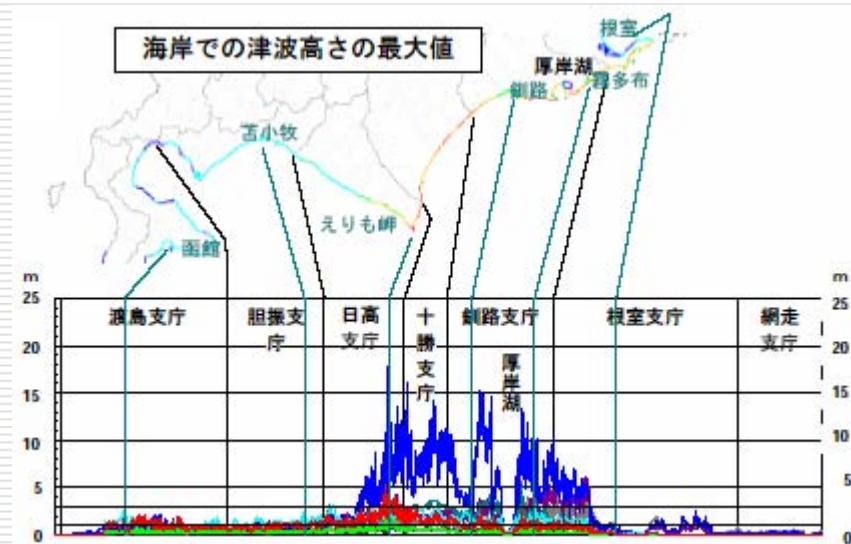 海岸での津波高さの最大値
根室
厚岸湖
釧路
霧多布
苫小牧
えりも岬
函館
m
m
25
25
渡島支庁
胆振支
庁
日高
支庁
十勝支庁
釧路支庁
根室支庁
網走
支庁
厚岸湖
20
20
15
15
10
10
5
5
0
0